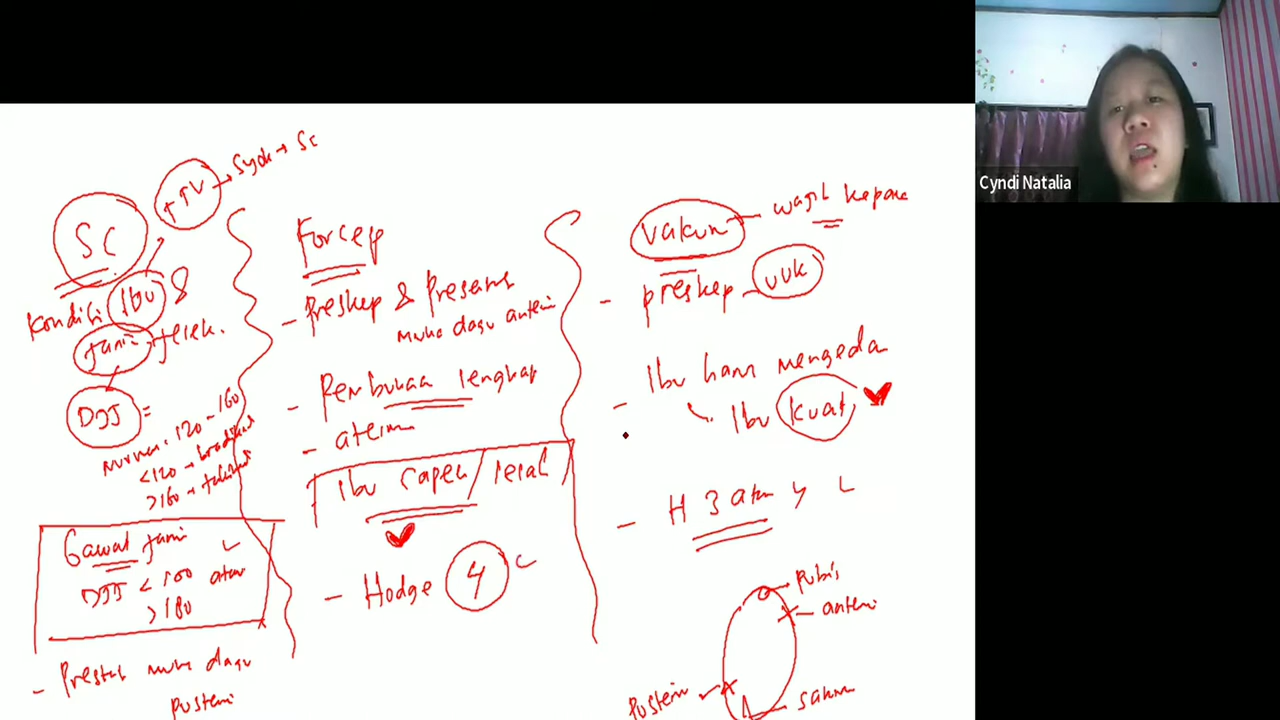 SC
↑TV → Syok → SC
Kondisi Ibu &
Janin jelek.
DJJ =
Normal: 120 - 160
<120 → bradikardi
>160 → takikardi
Gawat janin
DJJ < 100 atau
>180
- Preskep muka dagu
posterior
Forcep
- Preskep & Presentasi
muka dagu anterior
- Pembukaan lengkap
- aterm
Ibu capek / lelah
- Hodge 4
Vakum - wajib kepala
- preskep - UUK
- Ibu harus mengedan
Ibu kuat
- H 3 atau 4
pubis
anterior
posterior
sakrum
Cyndi Natalia